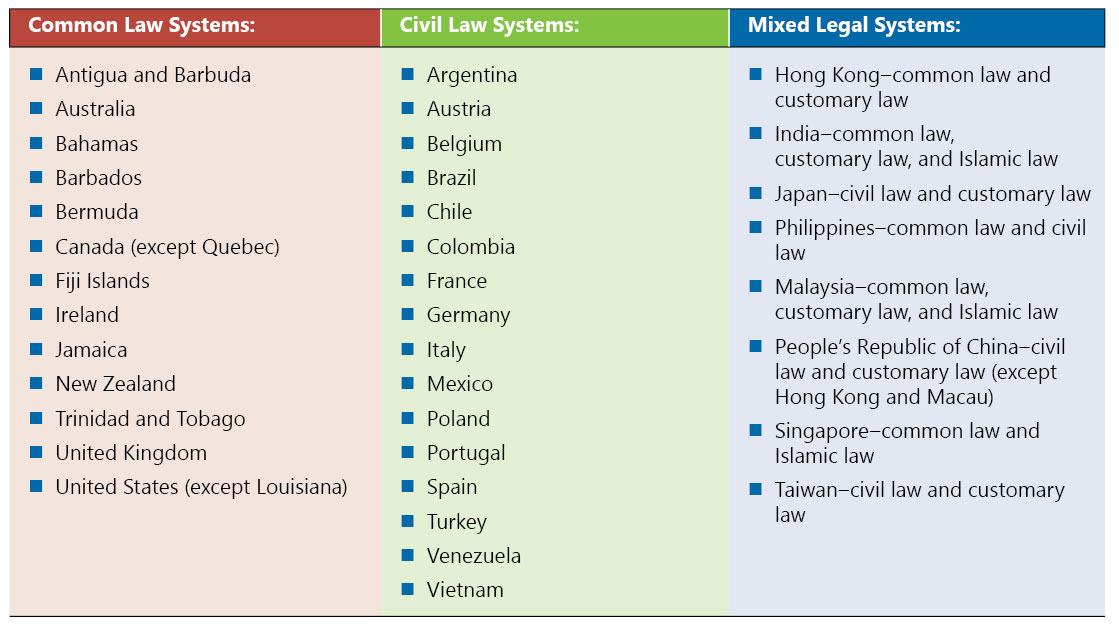 Common Law Systems:
Antigua and Barbuda
Australia
Bahamas
Barbados
Bermuda
Canada (except Quebec)
Fiji Islands
Ireland
Jamaica
New Zealand
Trinidad and Tobago
United Kingdom
United States (except Louisiana)
Civil Law Systems:
Argentina
Austria
Belgium
Brazil
Chile
Colombia
France
Germany
Italy
Mexico
Poland
Portugal
Spain
Turkey
Venezuela
Vietnam
Mixed Legal Systems:
Hong Kong–common law and
customary law
India–common law,
customary law, and Islamic law
Japan–civil law and customary law
Philippines–common law and civil
law
Malaysia–common law,
customary law, and Islamic law
People’s Republic of China–civil
law and customary law (except
Hong Kong and Macau)
Singapore–common law and
Islamic law
Taiwan–civil law and customary
law